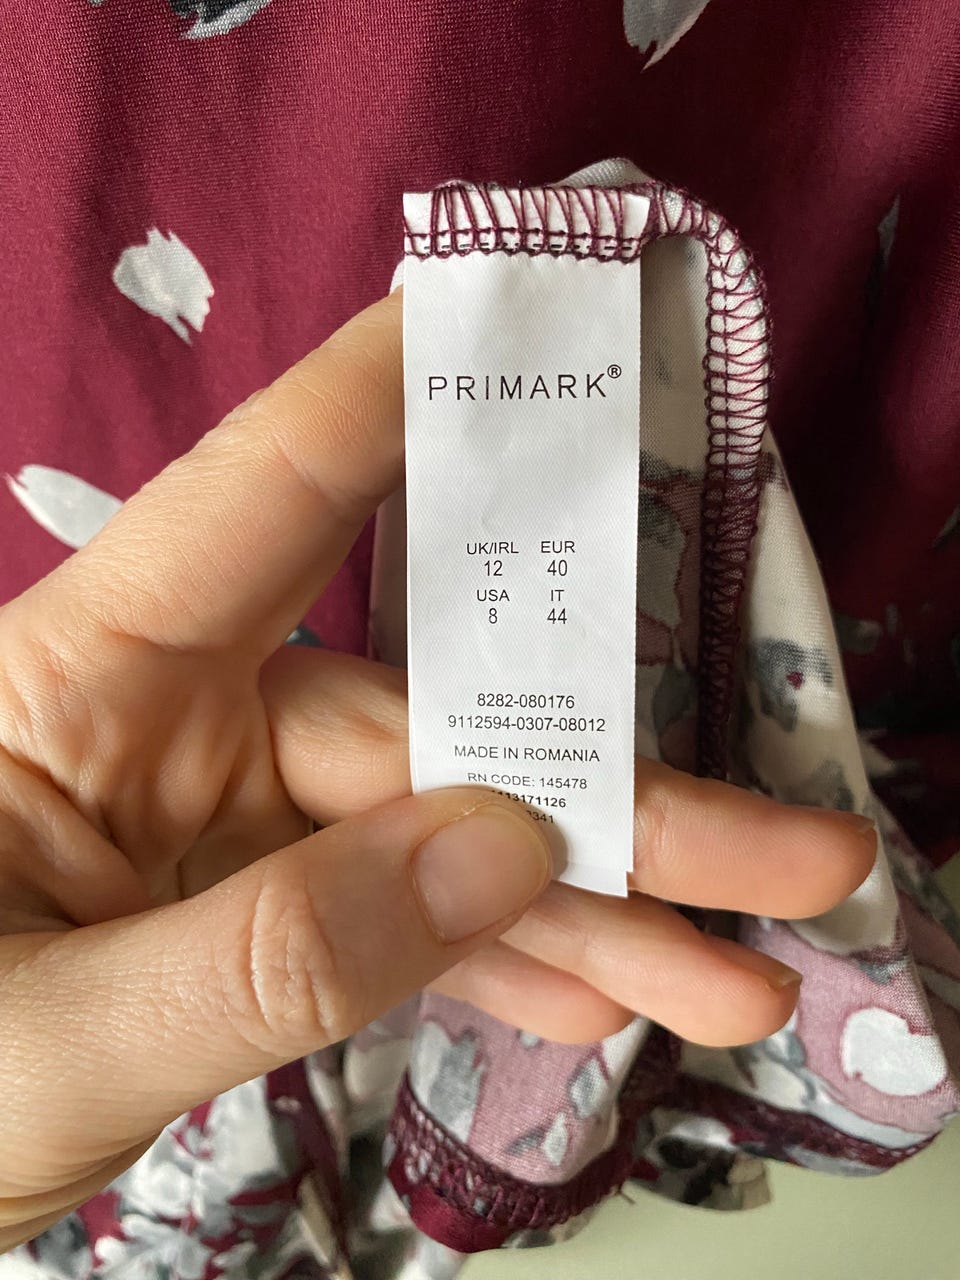 PRIMARK®
UK/IRL EUR
12 40
USA IT
8 44
8282-080176
9112594-0307-08012
MADE IN ROMANIA
RN CODE: 145478